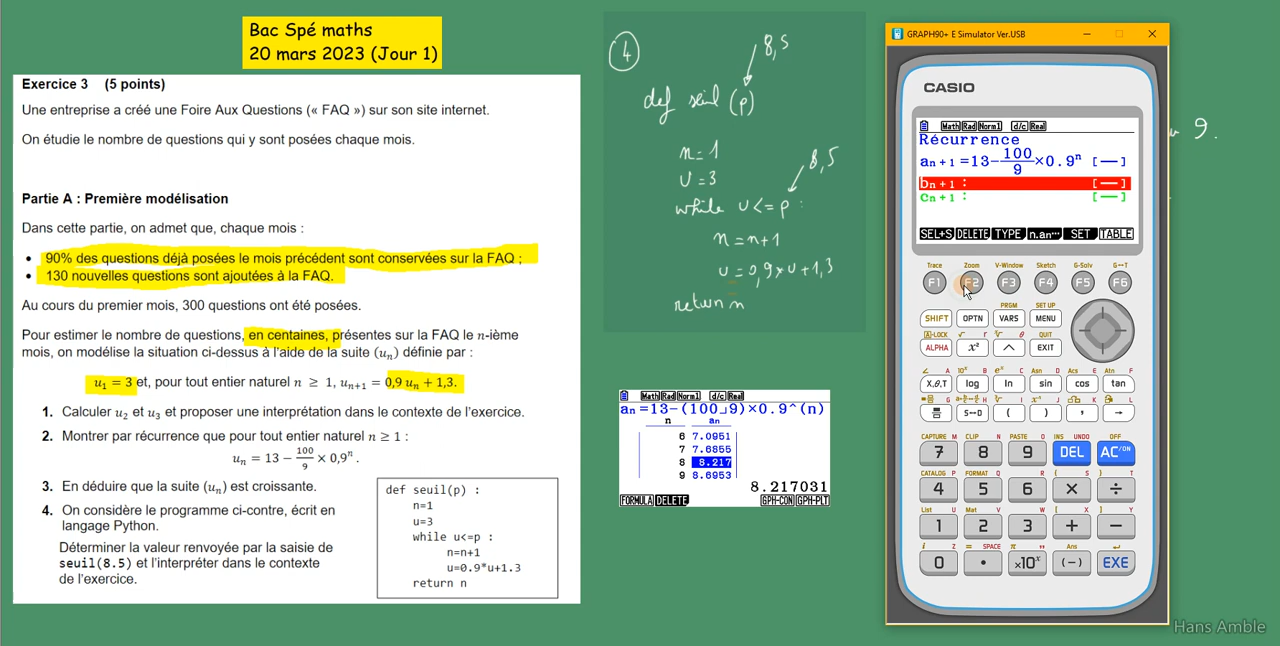 Bac Spé maths
20 mars 2023 (Jour 1)
Exercice 3 (5 points)
Une entreprise a créé une Foire Aux Questions (« FAQ ») sur son site internet.
On étudie le nombre de questions qui y sont posées chaque mois.
Partie A : Première modélisation
Dans cette partie, on admet que, chaque mois :
• 90% des questions déjà posées le mois précédent sont conservées sur la FAQ ;
• 130 nouvelles questions sont ajoutées à la FAQ.
Au cours du premier mois, 300 questions ont été posées.
Pour estimer le nombre de questions, en centaines, présentes sur la FAQ le n-ième
mois, on modélise la situation ci-dessus à l'aide de la suite (uₙ) définie par :
u₁ = 3 et, pour tout entier naturel n ≥ 1, uₙ₊₁ = 0,9 uₙ + 1,3.
1. Calculer u₂ et u₃ et proposer une interprétation dans le contexte de l'exercice.
2. Montrer par récurrence que pour tout entier naturel n ≥ 1 :
uₙ = 13 − 100/9 × 0,9ⁿ.
3. En déduire que la suite (uₙ) est croissante.
4. On considère le programme ci-contre, écrit en
langage Python.
Déterminer la valeur renvoyée par la saisie de
seuil(8.5) et l'interpréter dans le contexte
de l'exercice.
def seuil(p) :
n=1
u=3
while u<=p :
n=n+1
u=0.9*u+1.3
return n
4
8,5
def seuil (p)
n=1
U=3
8,5
while u<=p :
n=n+1
u=0,9×u+1,3
return n
Math Rad Norm1 d/c Real
aₙ=13-(100⌟9)×0.9^(n)
n aₙ
6 7.0951
7 7.6855
8 8.217
9 8.6953
8.217031
FORMULA DELETE GPH-CON GPH-PLT
GRAPH90+ E Simulator Ver.USB
CASIO
Math Rad Norm1 d/c Real
Récurrence
aₙ₊₁=13-100/9×0.9ⁿ [—]
bₙ₊₁: [—]
cₙ₊₁: [—]
SEL+S DELETE TYPE n.an·· SET TABLE
9.
Trace Zoom V-Window Sketch G-Solv G↔T
F1 F2 F3 F4 F5 F6
PRGM SET UP
SHIFT OPTN VARS MENU
A-LOCK √ r θ QUIT
ALPHA x² ^ EXIT
∠ A 10ˣ B eˣ C Asn D Acs E Atn F
X,θ,T log ln sin cos tan
S↔D ( ) , →
CAPTURE M CLIP N PASTE O INS UNDO OFF
7 8 9 DEL AC/ON
CATALOG P FORMAT Q R { S } T
4 5 6 × ÷
List U Mat V W [ X ] Y
1 2 3 + −
i Z = SPACE π " Ans
0 • ×10ˣ (−) EXE
Hans Amble